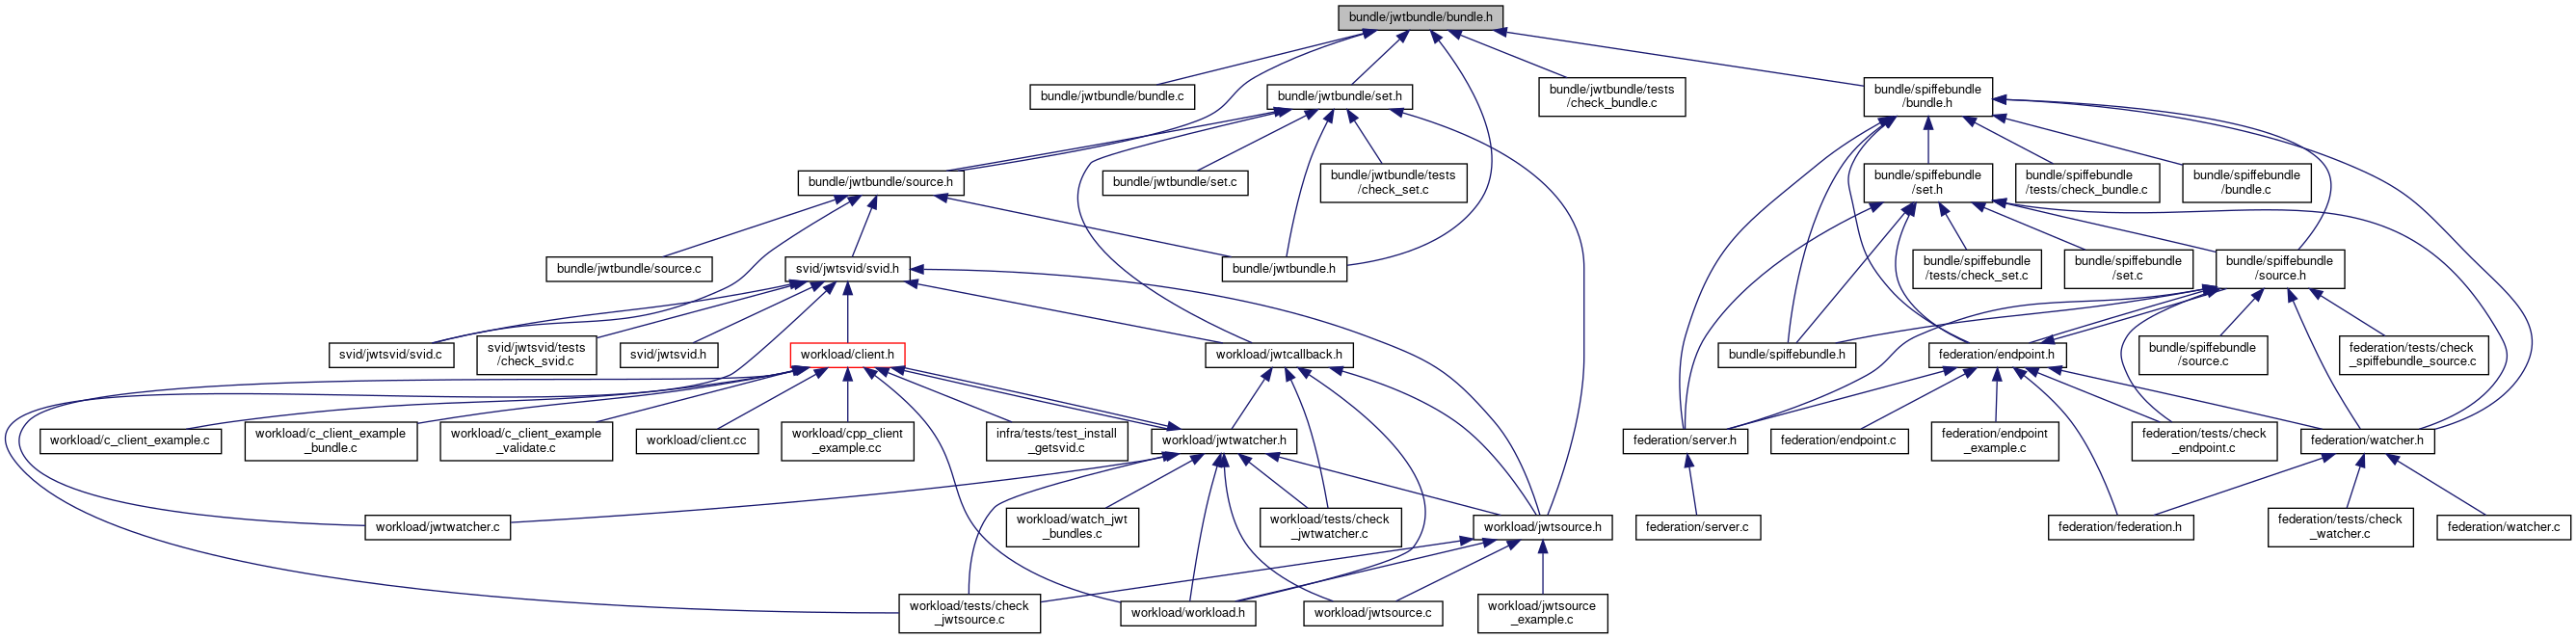 bundle/jwtbundle/bundle.h
bundle/jwtbundle/bundle.c
bundle/jwtbundle/set.h
bundle/jwtbundle/tests
/check_bundle.c
bundle/spiffebundle
/bundle.h
bundle/jwtbundle/source.h
bundle/jwtbundle/set.c
bundle/jwtbundle/tests
/check_set.c
bundle/spiffebundle
/set.h
bundle/spiffebundle
/tests/check_bundle.c
bundle/spiffebundle
/bundle.c
bundle/jwtbundle/source.c
svid/jwtsvid/svid.h
bundle/jwtbundle.h
bundle/spiffebundle
/tests/check_set.c
bundle/spiffebundle
/set.c
bundle/spiffebundle
/source.h
svid/jwtsvid/svid.c
svid/jwtsvid/tests
/check_svid.c
svid/jwtsvid.h
workload/client.h
workload/jwtcallback.h
bundle/spiffebundle.h
federation/endpoint.h
bundle/spiffebundle
/source.c
federation/tests/check
_spiffebundle_source.c
workload/c_client_example.c
workload/c_client_example
_bundle.c
workload/c_client_example
_validate.c
workload/client.cc
workload/cpp_client
_example.cc
infra/tests/test_install
_getsvid.c
workload/jwtwatcher.h
federation/server.h
federation/endpoint.c
federation/endpoint
_example.c
federation/tests/check
_endpoint.c
federation/watcher.h
workload/jwtwatcher.c
workload/watch_jwt
_bundles.c
workload/tests/check
_jwtwatcher.c
workload/jwtsource.h
federation/server.c
federation/federation.h
federation/tests/check
_watcher.c
federation/watcher.c
workload/tests/check
_jwtsource.c
workload/workload.h
workload/jwtsource.c
workload/jwtsource
_example.c